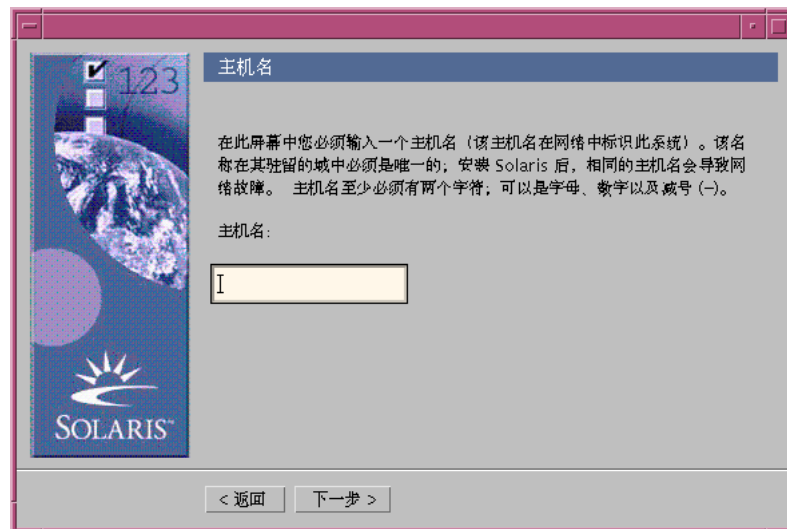 123
主机名
在此屏幕中您必须输入一个主机名（该主机名在网络中标识此系统）。该名
称在其驻留的域中必须是唯一的；安装 Solaris 后，相同的主机名会导致网
络故障。 主机名至少必须有两个字符；可以是字母、数字以及减号 (-)。
主机名:
SOLARIS™
< 返回
下一步 >